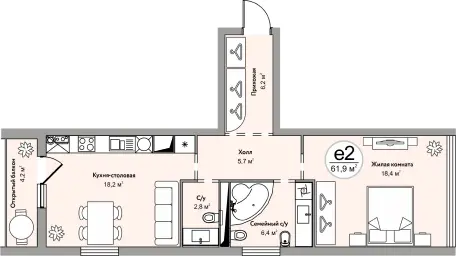 Прихожая
6,2 м²
Холл
5,7 м²
е2
61,9 м²
Жилая комната
18,4 м²
Открытый балкон
4,2 м²
Кухня-столовая
18,2 м²
С/у
2,8 м²
Семейный с/у
6,4 м²